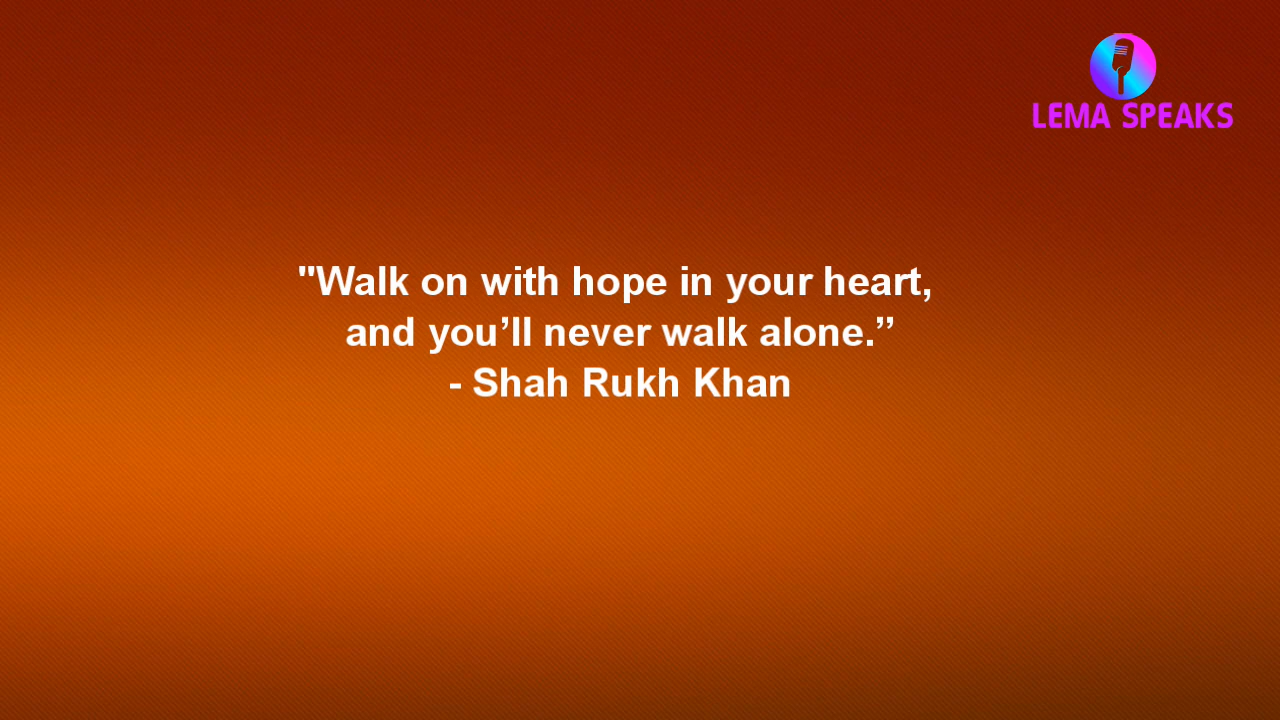 LEMA SPEAKS
"Walk on with hope in your heart,
and you’ll never walk alone.”
- Shah Rukh Khan